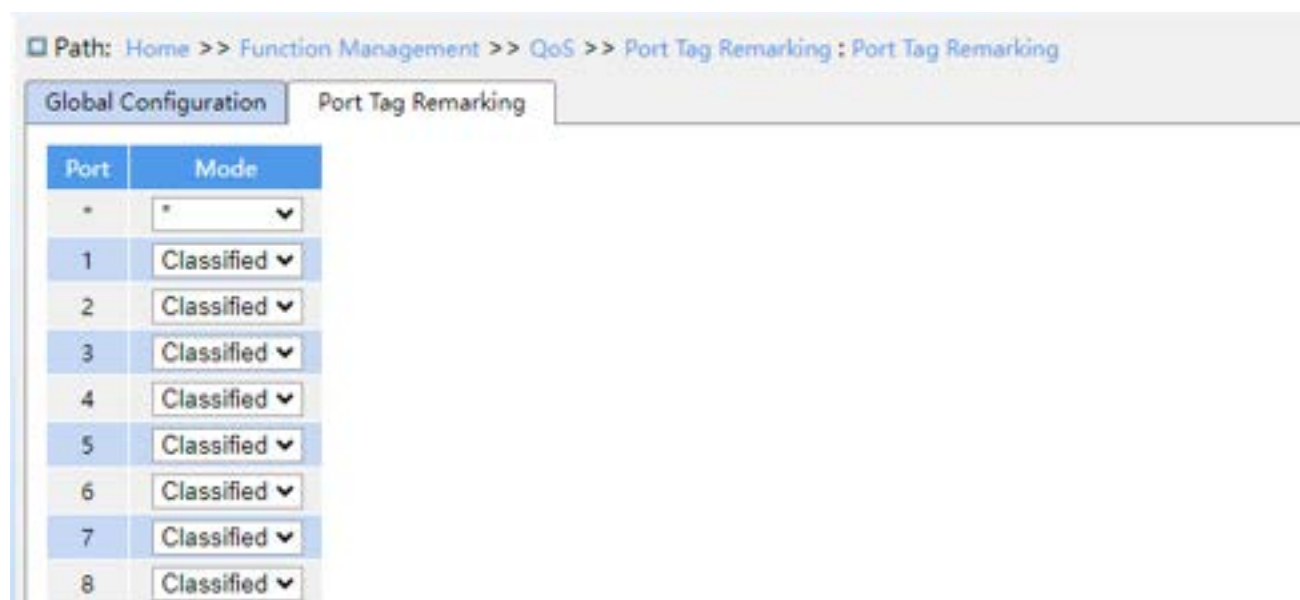 Path: Home >> Function Management >> QoS >> Port Tag Remarking : Port Tag Remarking
Global Configuration Port Tag Remarking
Port Mode
* *
1 Classified
2 Classified
3 Classified
4 Classified
5 Classified
6 Classified
7 Classified
8 Classified